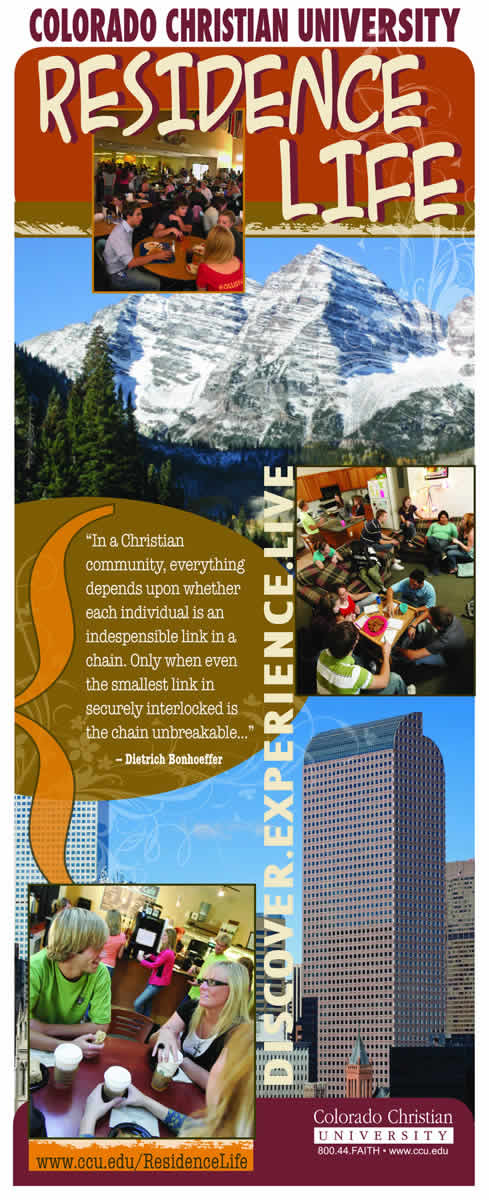 COLORADO CHRISTIAN UNIVERSITY
RESIDENCE
LIFE
“In a Christian
community, everything
depends upon whether
each individual is an
indespensible link in a
chain. Only when even
the smallest link in
securely interlocked is
the chain unbreakable...”
– Dietrich Bonhoeffer
DISCOVER.EXPERIENCE.LIVE
www.ccu.edu/ResidenceLife
Colorado Christian
UNIVERSITY
800.44.FAITH • www.ccu.edu